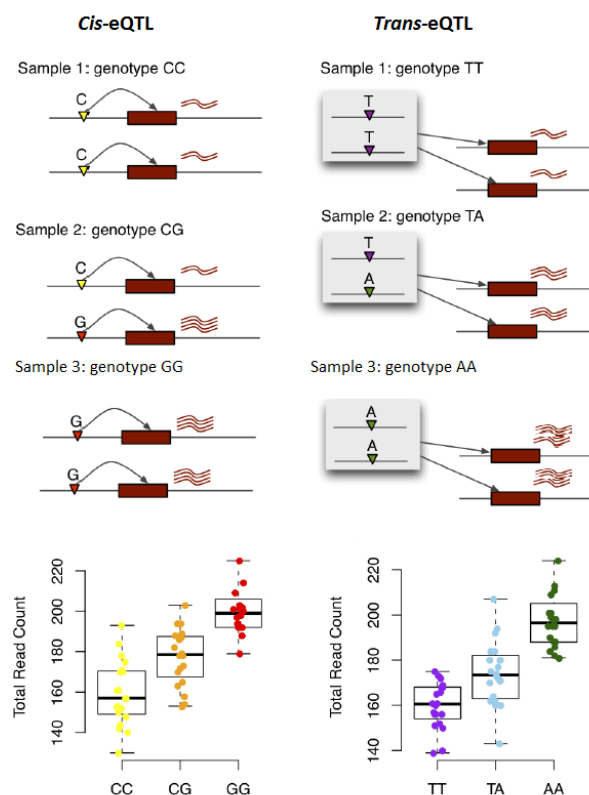 Cis-eQTL
Sample 1: genotype CC
C
C
Sample 2: genotype CG
C
G
Sample 3: genotype GG
G
G
Total Read Count
220
200
180
160
140
CC CG GG
Trans-eQTL
Sample 1: genotype TT
T
T
Sample 2: genotype TA
T
A
Sample 3: genotype AA
A
A
Total Read Count
220
200
180
160
140
TT TA AA